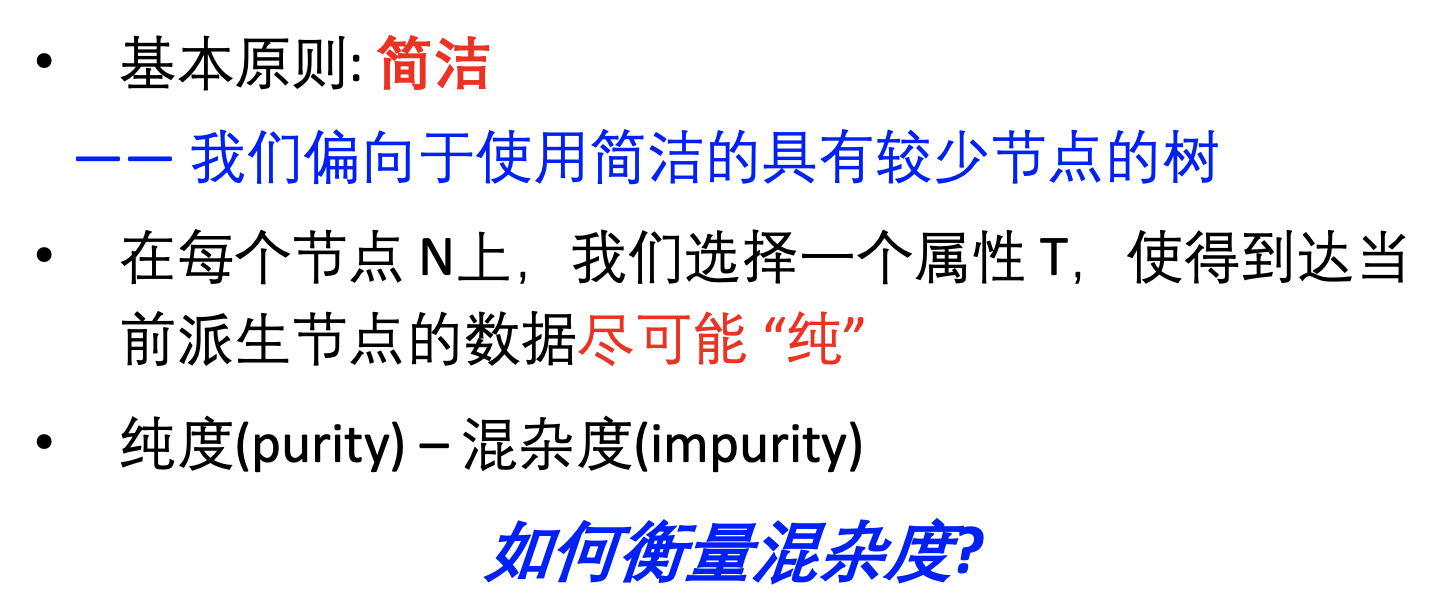 • 基本原则: 简洁
—— 我们偏向于使用简洁的具有较少节点的树
• 在每个节点 N上，我们选择一个属性 T，使得到达当
前派生节点的数据尽可能 “纯”
• 纯度(purity) – 混杂度(impurity)
如何衡量混杂度?